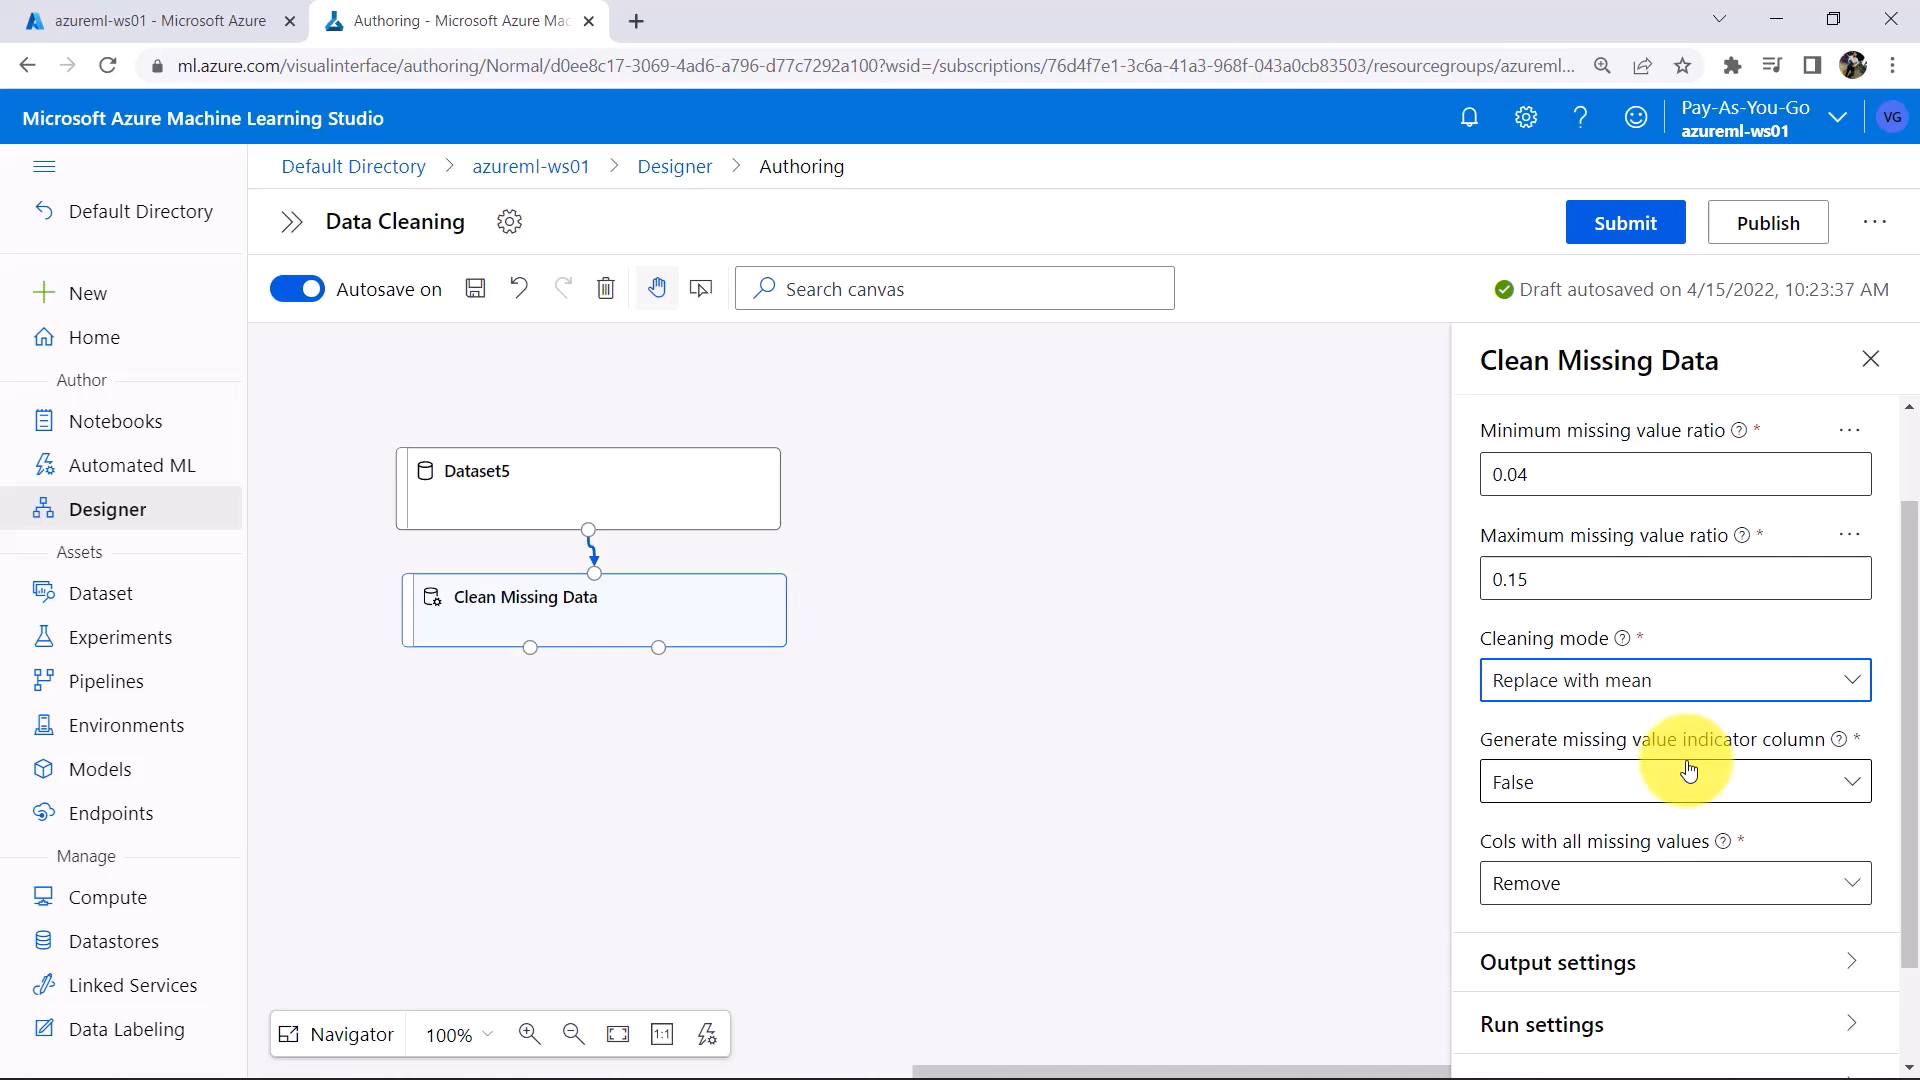 azureml-ws01 - Microsoft Azure
Authoring - Microsoft Azure Mac
ml.azure.com/visualinterface/authoring/Normal/d0ee8c17-3069-4ad6-a796-d77c7292a100?wsid=/subscriptions/76d4f7e1-3c6a-41a3-968f-043a0cb83503/resourcegroups/azureml...
Microsoft Azure Machine Learning Studio
Pay-As-You-Go
azureml-ws01
VG
Default Directory > azureml-ws01 > Designer > Authoring
Default Directory
Data Cleaning
Submit
Publish
Autosave on
Search canvas
Draft autosaved on 4/15/2022, 10:23:37 AM
New
Home
Author
Notebooks
Automated ML
Designer
Assets
Dataset
Experiments
Pipelines
Environments
Models
Endpoints
Manage
Compute
Datastores
Linked Services
Data Labeling
Dataset5
Clean Missing Data
Navigator
100%
1:1
Clean Missing Data
Minimum missing value ratio *
0.04
Maximum missing value ratio *
0.15
Cleaning mode *
Replace with mean
Generate missing value indicator column *
False
Cols with all missing values *
Remove
Output settings
Run settings